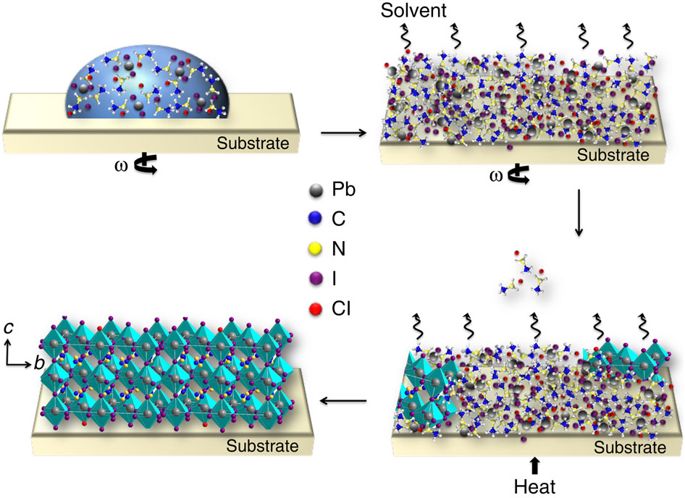 Solvent
Substrate
ω
Substrate
ω
Pb
C
N
I
Cl
c
b
Substrate
Substrate
Heat